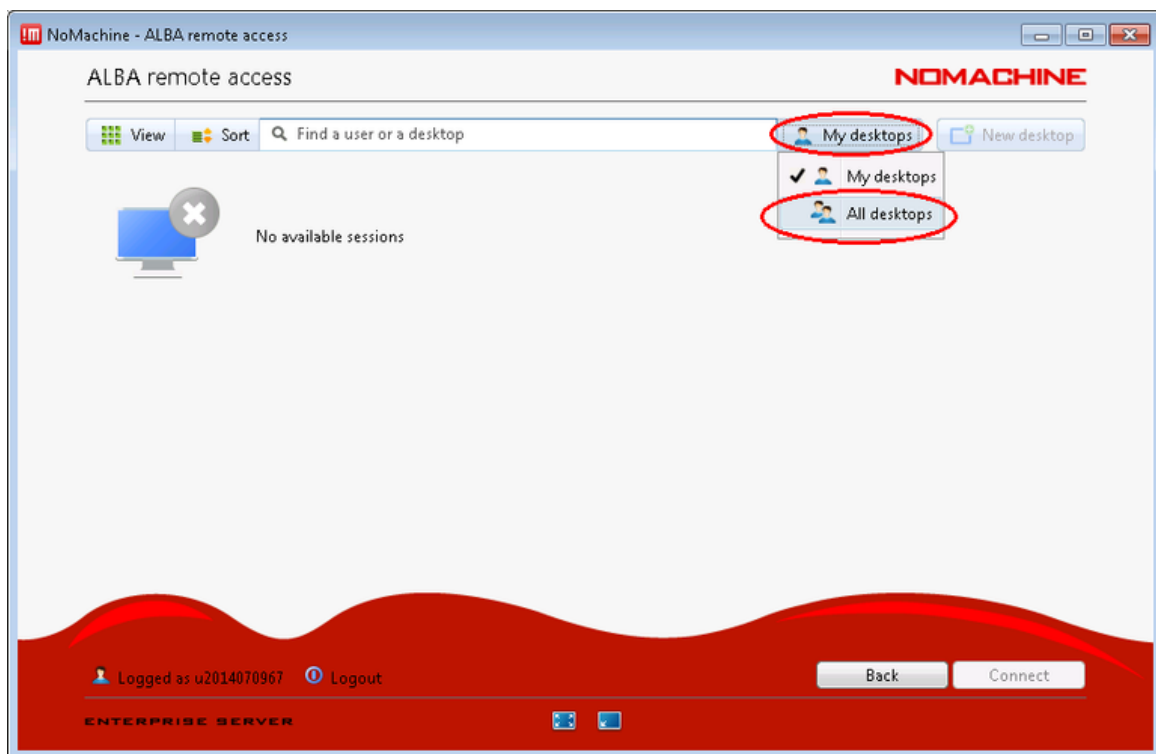 NoMachine - ALBA remote access
ALBA remote access
NOMACHINE
View Sort Find a user or a desktop My desktops New desktop
My desktops
All desktops
No available sessions
Logged as u2014070967 Logout Back Connect
ENTERPRISE SERVER